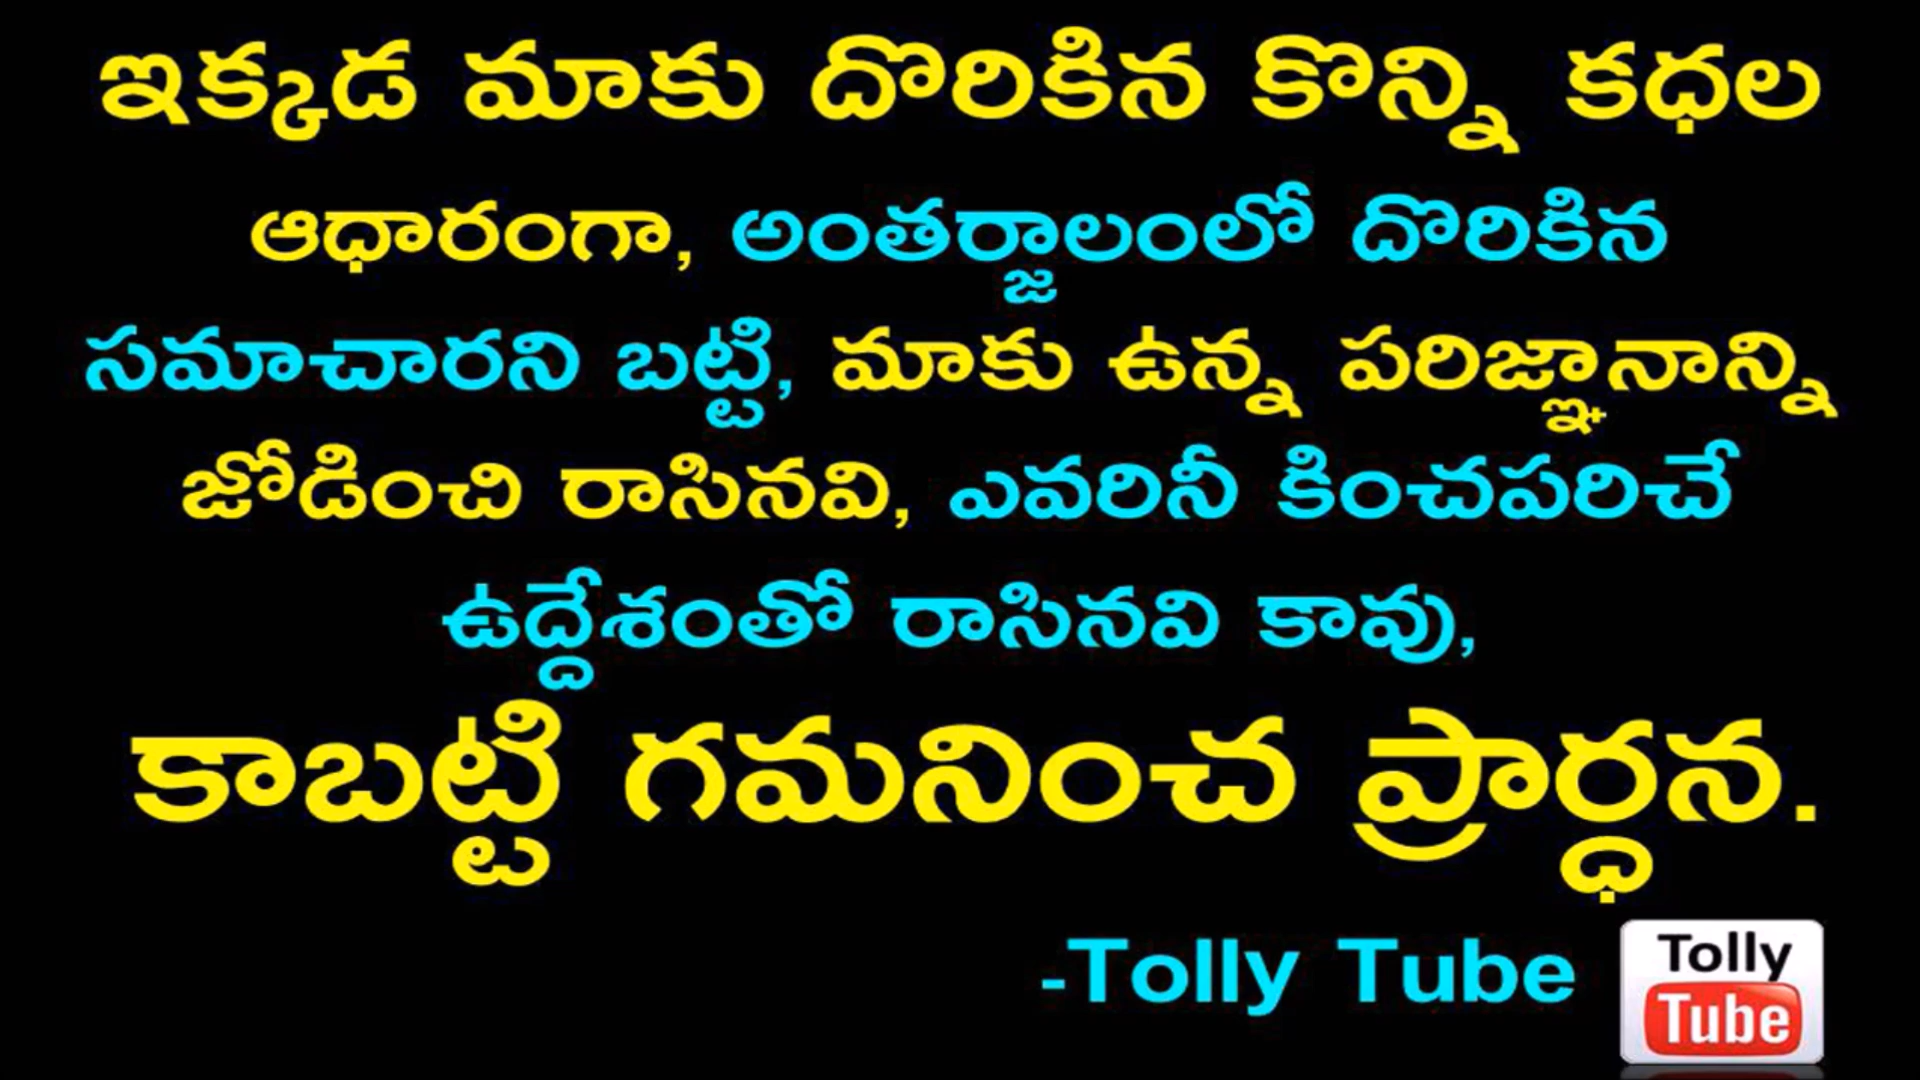 ఇక్కడ మాకు దొరికిన కొన్ని కధల
ఆధారంగా, అంతర్జాలంలో దొరికిన
సమాచారని బట్టి, మాకు ఉన్న పరిజ్ఞానాన్ని
జోడించి రాసినవి, ఎవరినీ కించపరిచే
ఉద్దేశంతో రాసినవి కావు,
కాబట్టి గమనించ ప్రార్ధన.
-Tolly Tube
Tolly
Tube